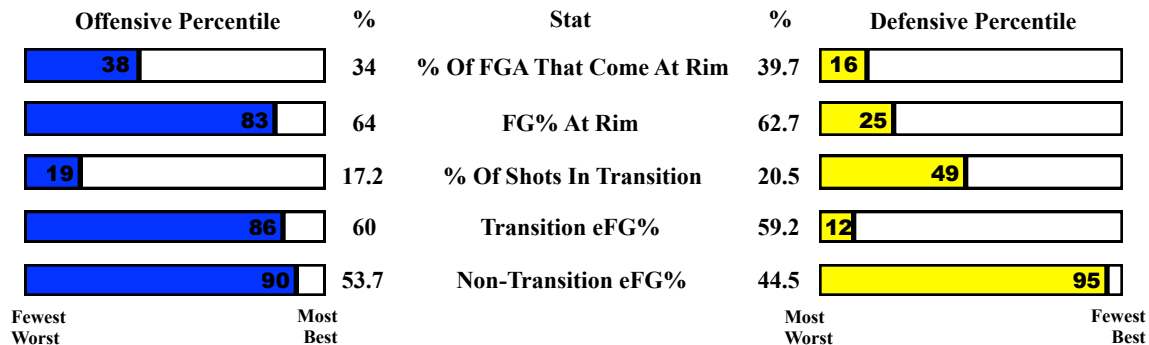 Offensive Percentile % Stat % Defensive Percentile
38 34 % Of FGA That Come At Rim 39.7 16
83 64 FG% At Rim 62.7 25
19 17.2 % Of Shots In Transition 20.5 49
86 60 Transition eFG% 59.2 12
90 53.7 Non-Transition eFG% 44.5 95
Fewest Most Most Fewest
Worst Best Worst Best